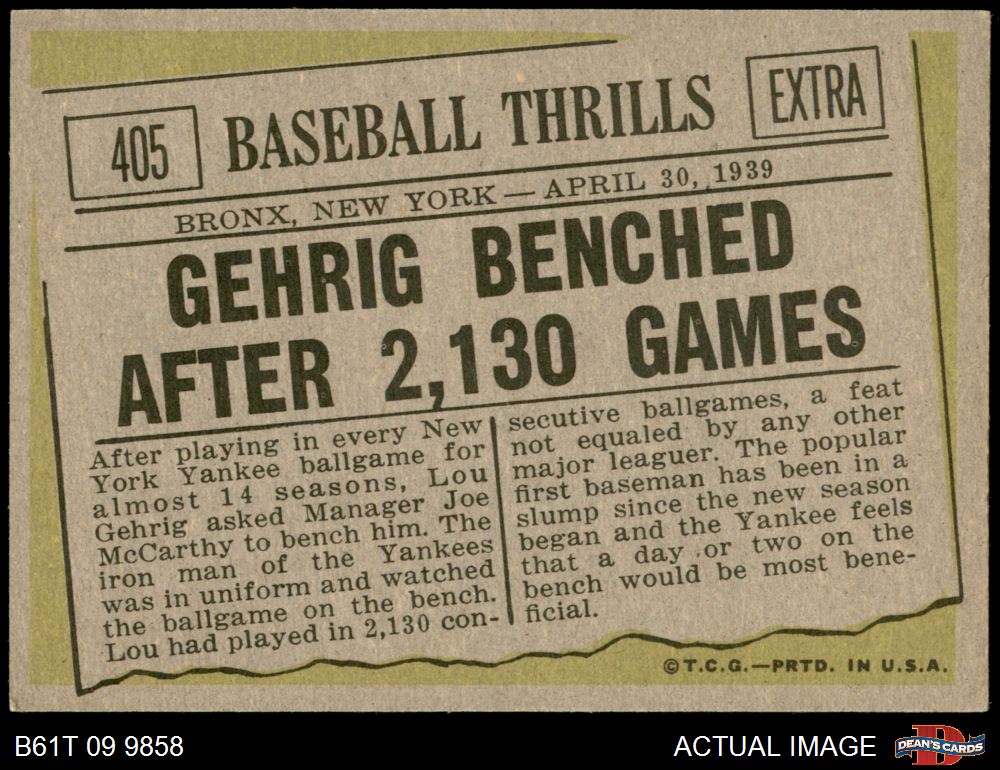 405
BASEBALL THRILLS
EXTRA
BRONX, NEW YORK — APRIL 30, 1939
GEHRIG BENCHED
AFTER 2,130 GAMES
After playing in every New
York Yankee ballgame for
almost 14 seasons, Lou
Gehrig asked Manager Joe
McCarthy to bench him. The
iron man of the Yankees
was in uniform and watched
the ballgame on the bench.
Lou had played in 2,130 con-
secutive ballgames, a feat
not equaled by any other
major leaguer. The popular
first baseman has been in a
slump since the new season
began and the Yankee feels
that a day or two on the
bench would be most bene-
ficial.
©T.C.G.—PRTD. IN U.S.A.
B61T 09 9858
ACTUAL IMAGE
DEAN'S CARDS